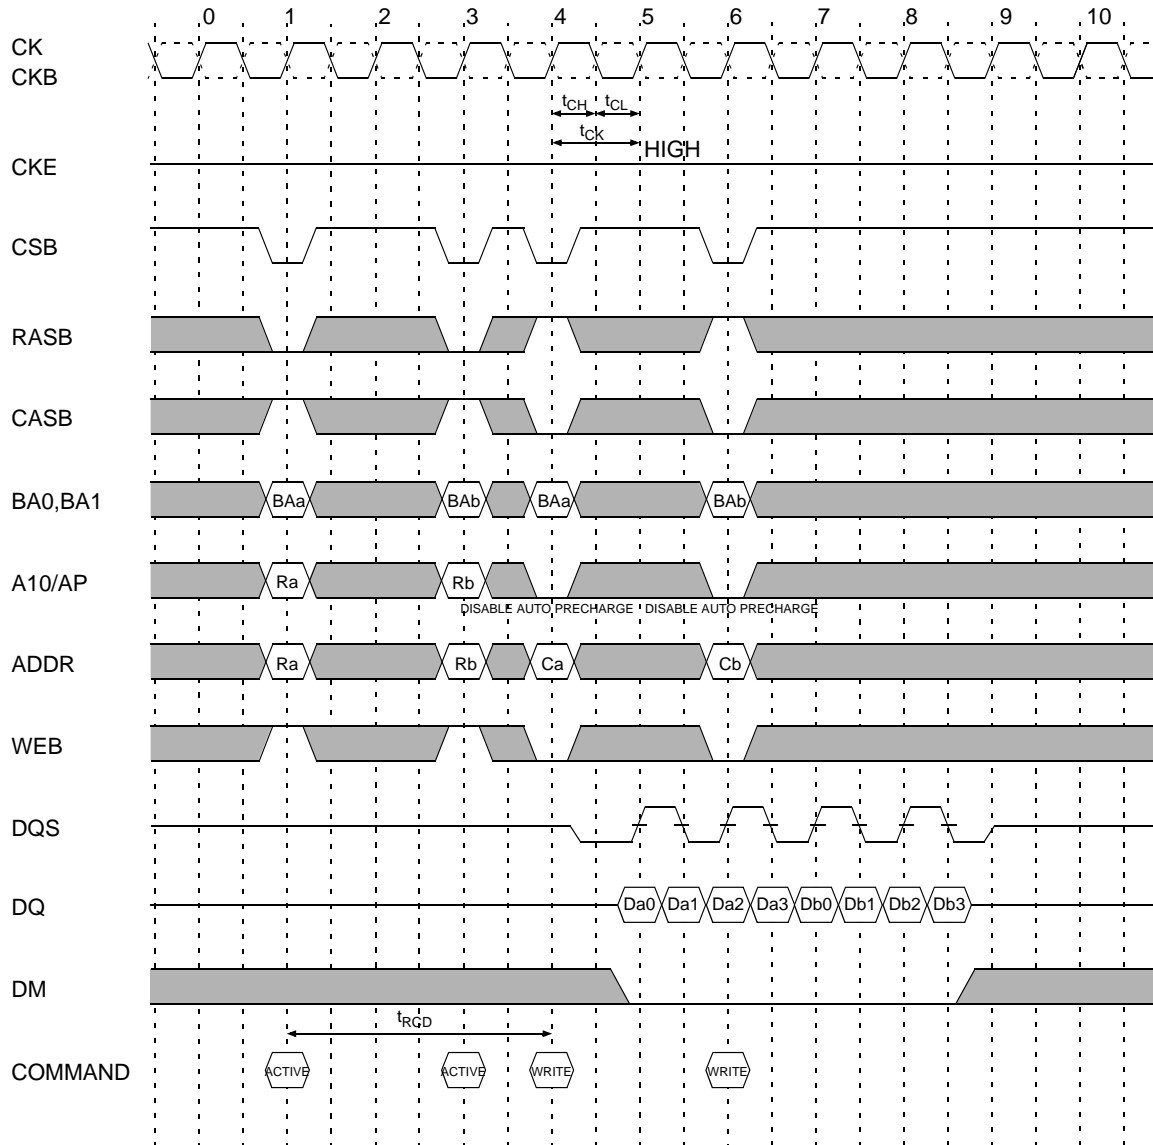 0 1 2 3 4 5 6 7 8 9 10
CK
CKB
tCH tCL
tCK
HIGH
CKE
CSB
RASB
CASB
BA0,BA1 BAa BAb BAa BAb
A10/AP Ra Rb
DISABLE AUTO PRECHARGE DISABLE AUTO PRECHARGE
ADDR Ra Rb Ca Cb
WEB
DQS
DQ Da0 Da1 Da2 Da3 Db0 Db1 Db2 Db3
DM
tRCD
COMMAND ACTIVE ACTIVE WRITE WRITE